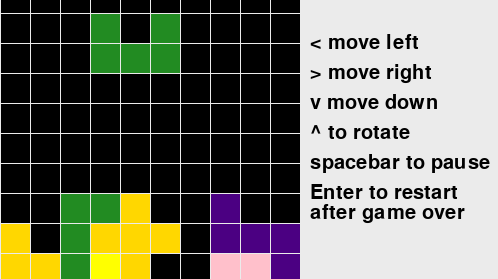 < move left
> move right
v move down
^ to rotate
spacebar to pause
Enter to restart
after game over